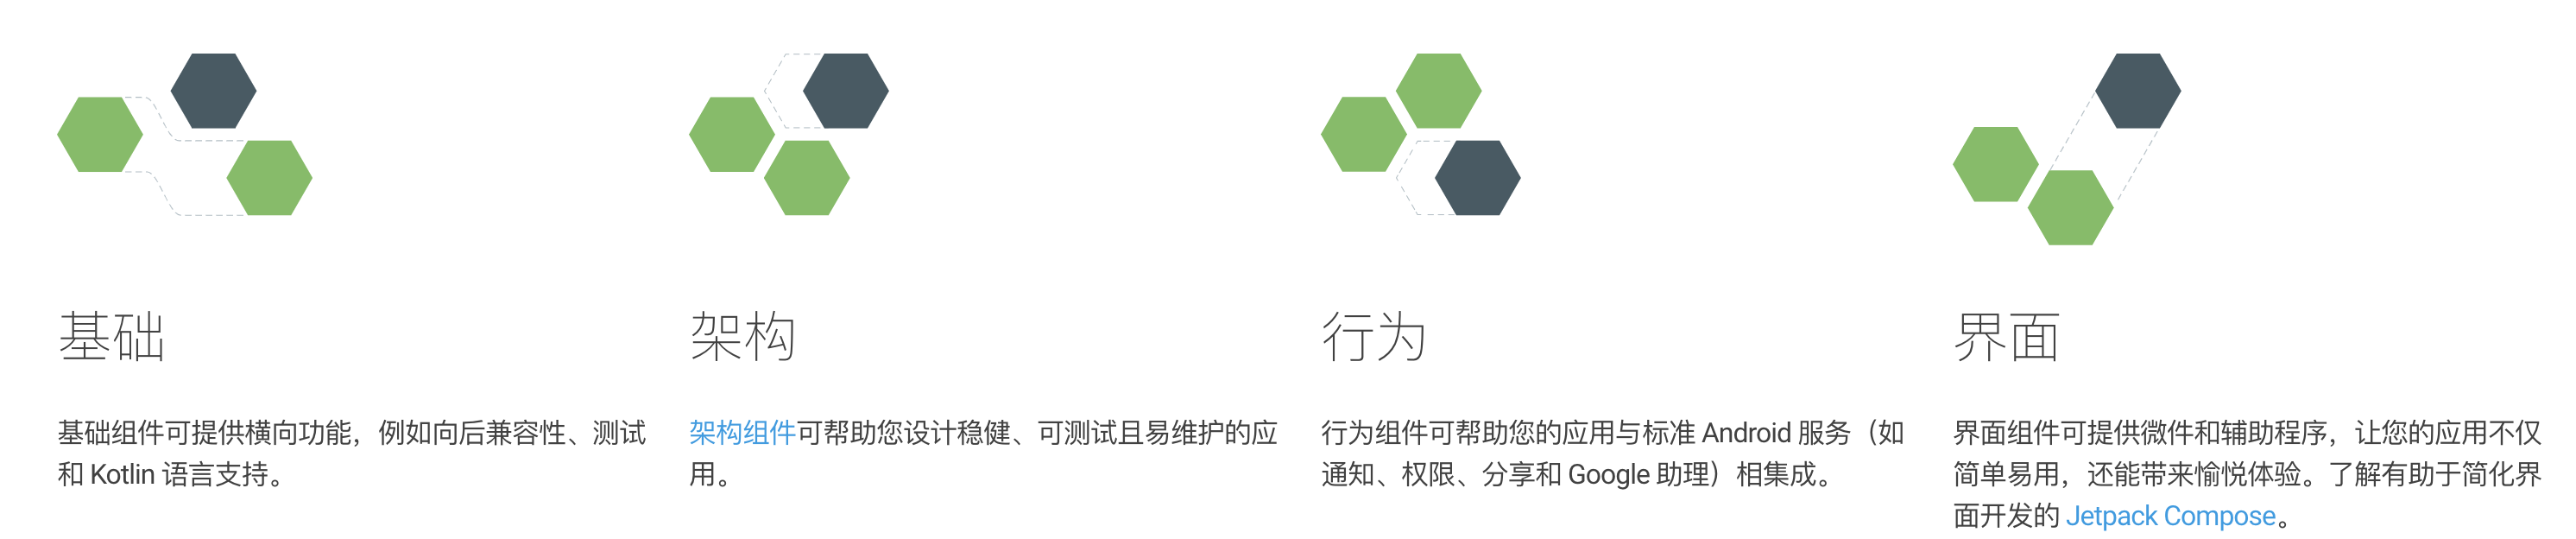 基础
基础组件可提供横向功能，例如向后兼容性、测试
和 Kotlin 语言支持。
架构
架构组件可帮助您设计稳健、可测试且易维护的应
用。
行为
行为组件可帮助您的应用与标准 Android 服务（如
通知、权限、分享和 Google 助理）相集成。
界面
界面组件可提供微件和辅助程序，让您的应用不仅
简单易用，还能带来愉悦体验。了解有助于简化界
面开发的 Jetpack Compose。